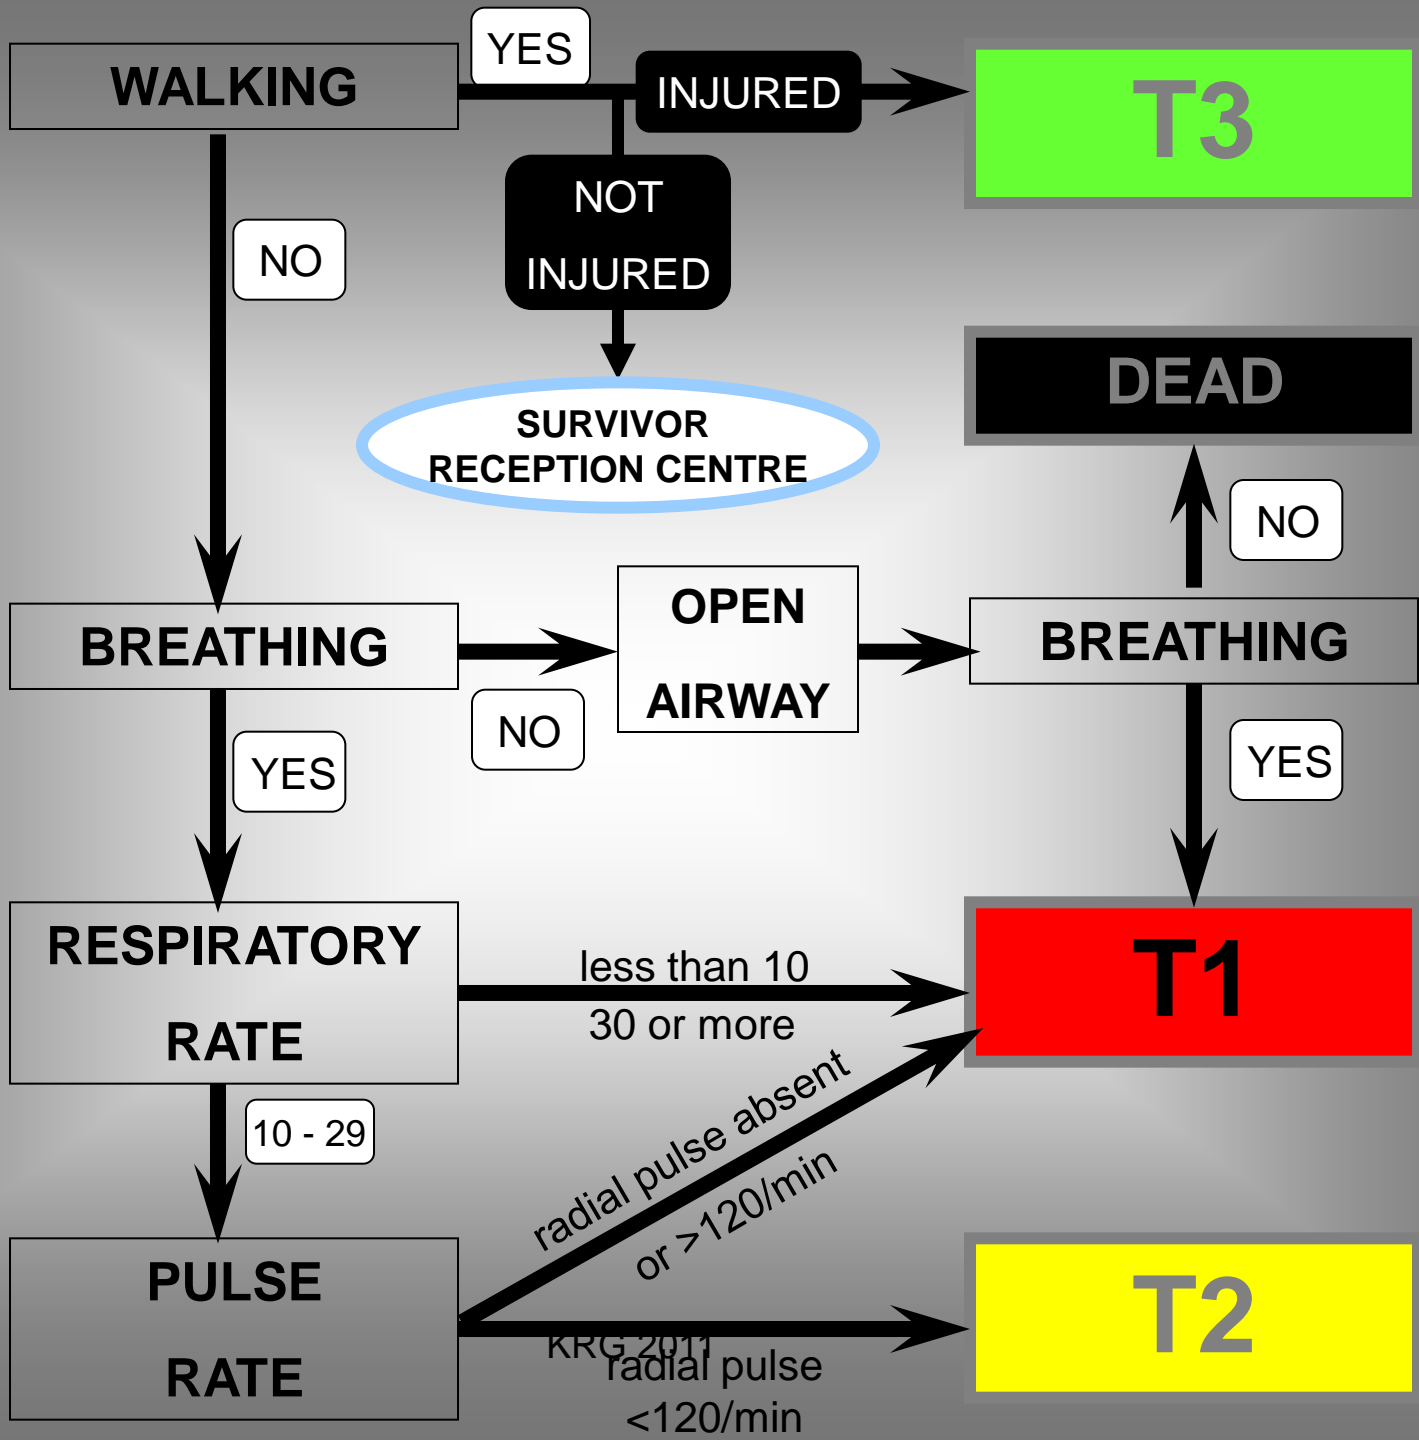 WALKING
YES
INJURED
T3
NOT
INJURED
NO
SURVIVOR
RECEPTION CENTRE
DEAD
NO
BREATHING
NO
OPEN
AIRWAY
BREATHING
YES
YES
RESPIRATORY
RATE
less than 10
30 or more
T1
10 - 29
radial pulse absent
or >120/min
PULSE
RATE
KRG 2011
radial pulse
<120/min
T2